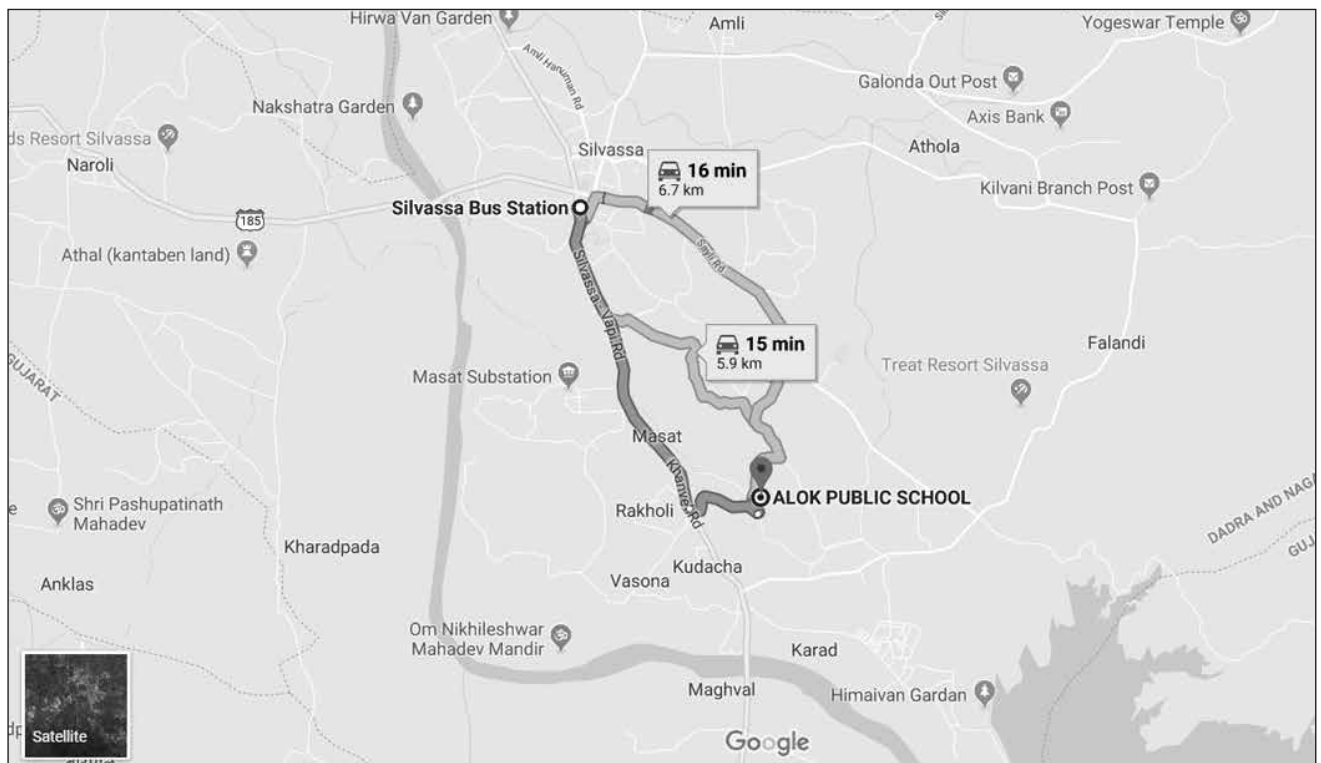 Hirwa Van Garden
Amli
Yogeswar Temple
Amli Hanuman Rd
Galonda Out Post
Nakshatra Garden
Axis Bank
ds Resort Silvassa
Silvassa
Athola
Naroli
16 min
6.7 km
Kilvani Branch Post
Silvassa Bus Station
185
Athal (kantaben land)
Sayli Rd
Silvassa - Vapi Rd
15 min
5.9 km
Falandi
GUJARAT
Masat Substation
Treat Resort Silvassa
Masat
Khanvel Rd
ALOK PUBLIC SCHOOL
Shri Pashupatinath
Mahadev
e
Rakholi
DADRA AND NAGA
GUJ
Kharadpada
Kudacha
Anklas
Vasona
Om Nikhileshwar
Mahadev Mandir
Karad
Maghval
Himaivan Gardan
Satellite
Google